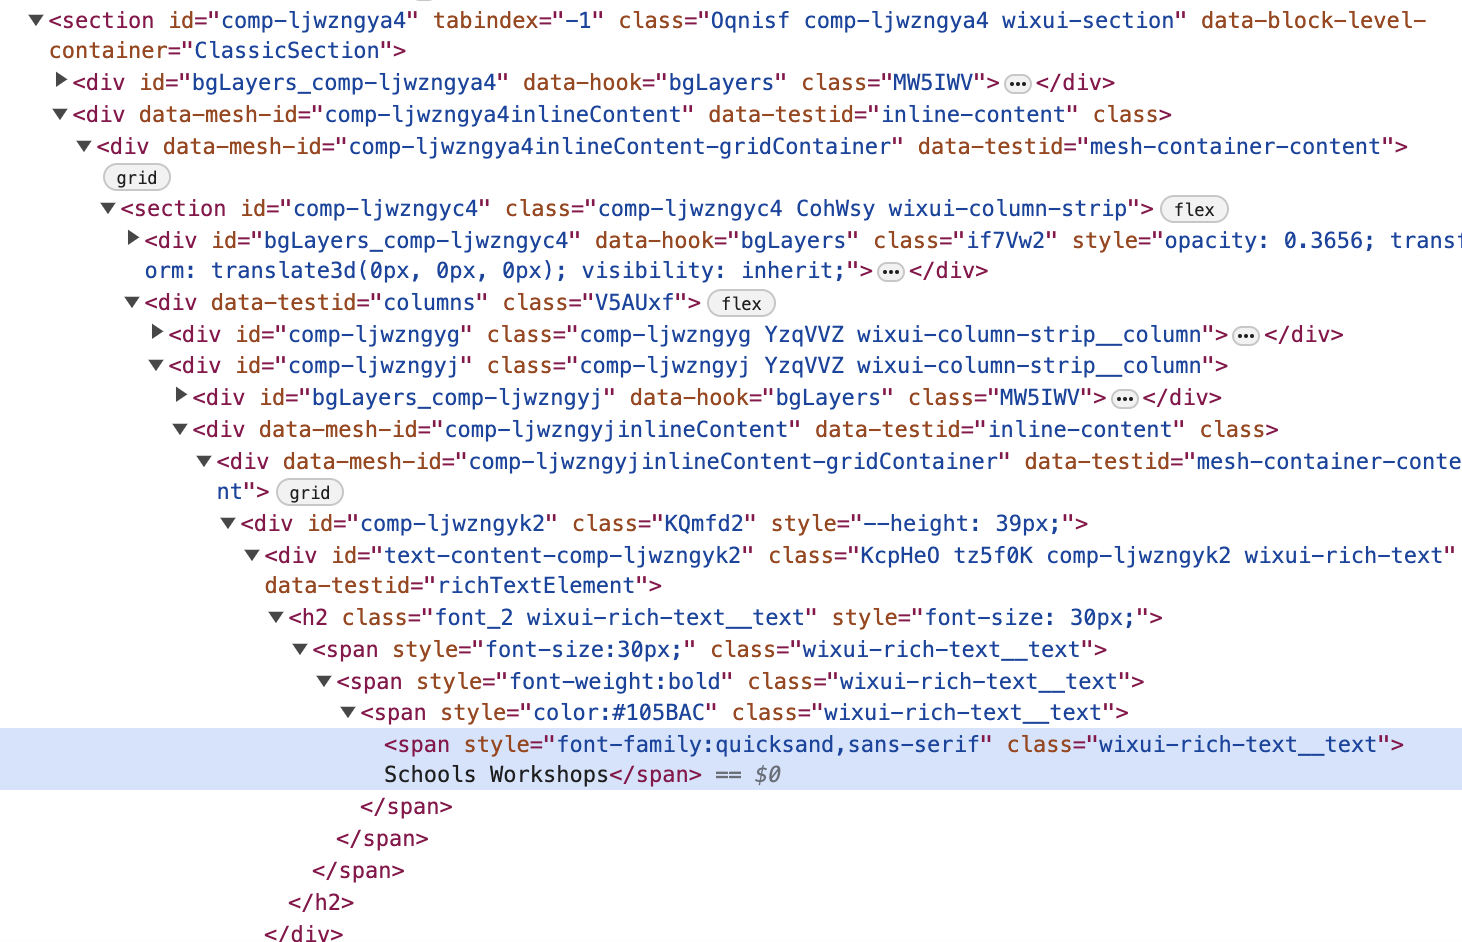 ▼<section id="comp-ljwzngya4" tabindex="-1" class="Oqnisf comp-ljwzngya4 wixui-section" data-block-level-
container="ClassicSection">
▶<div id="bgLayers_comp-ljwzngya4" data-hook="bgLayers" class="MW5IWV">…</div>
▼<div data-mesh-id="comp-ljwzngya4inlineContent" data-testid="inline-content" class>
▼<div data-mesh-id="comp-ljwzngya4inlineContent-gridContainer" data-testid="mesh-container-content">
grid
▼<section id="comp-ljwzngyc4" class="comp-ljwzngyc4 CohWsy wixui-column-strip"> flex
▶<div id="bgLayers_comp-ljwzngyc4" data-hook="bgLayers" class="if7Vw2" style="opacity: 0.3656; transf
orm: translate3d(0px, 0px, 0px); visibility: inherit;">…</div>
▼<div data-testid="columns" class="V5AUxf"> flex
▶<div id="comp-ljwzngyg" class="comp-ljwzngyg YzqVVZ wixui-column-strip__column">…</div>
▼<div id="comp-ljwzngyj" class="comp-ljwzngyj YzqVVZ wixui-column-strip__column">
▶<div id="bgLayers_comp-ljwzngyj" data-hook="bgLayers" class="MW5IWV">…</div>
▼<div data-mesh-id="comp-ljwzngyjinlineContent" data-testid="inline-content" class>
▼<div data-mesh-id="comp-ljwzngyjinlineContent-gridContainer" data-testid="mesh-container-conte
nt"> grid
▼<div id="comp-ljwzngyk2" class="KQmfd2" style="--height: 39px;">
▼<div id="text-content-comp-ljwzngyk2" class="KcpHeO tz5f0K comp-ljwzngyk2 wixui-rich-text"
data-testid="richTextElement">
▼<h2 class="font_2 wixui-rich-text__text" style="font-size: 30px;">
▼<span style="font-size:30px;" class="wixui-rich-text__text">
▼<span style="font-weight:bold" class="wixui-rich-text__text">
▼<span style="color:#105BAC" class="wixui-rich-text__text">
<span style="font-family:quicksand,sans-serif" class="wixui-rich-text__text">
Schools Workshops</span> == $0
</span>
</span>
</span>
</h2>
</div>